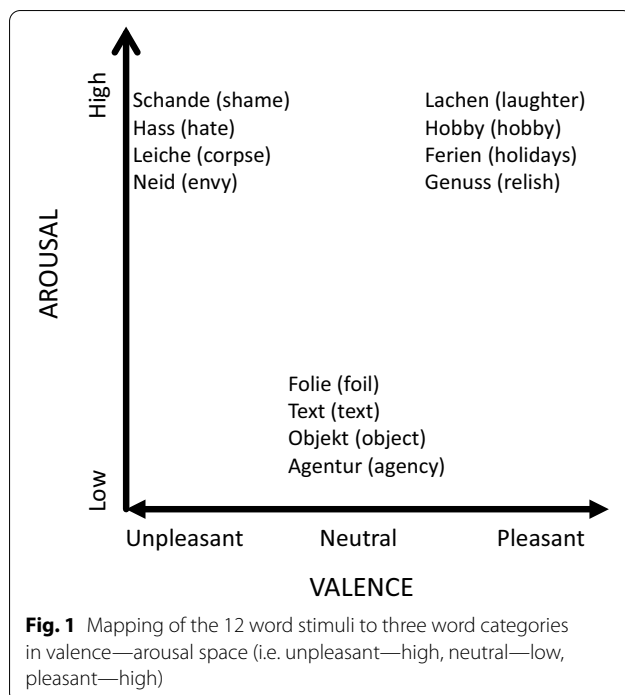 High
Schande (shame)
Hass (hate)
Leiche (corpse)
Neid (envy)
Lachen (laughter)
Hobby (hobby)
Ferien (holidays)
Genuss (relish)
AROUSAL
Folie (foil)
Text (text)
Objekt (object)
Agentur (agency)
Low
Unpleasant Neutral Pleasant
VALENCE
Fig. 1 Mapping of the 12 word stimuli to three word categories
in valence—arousal space (i.e. unpleasant—high, neutral—low,
pleasant—high)